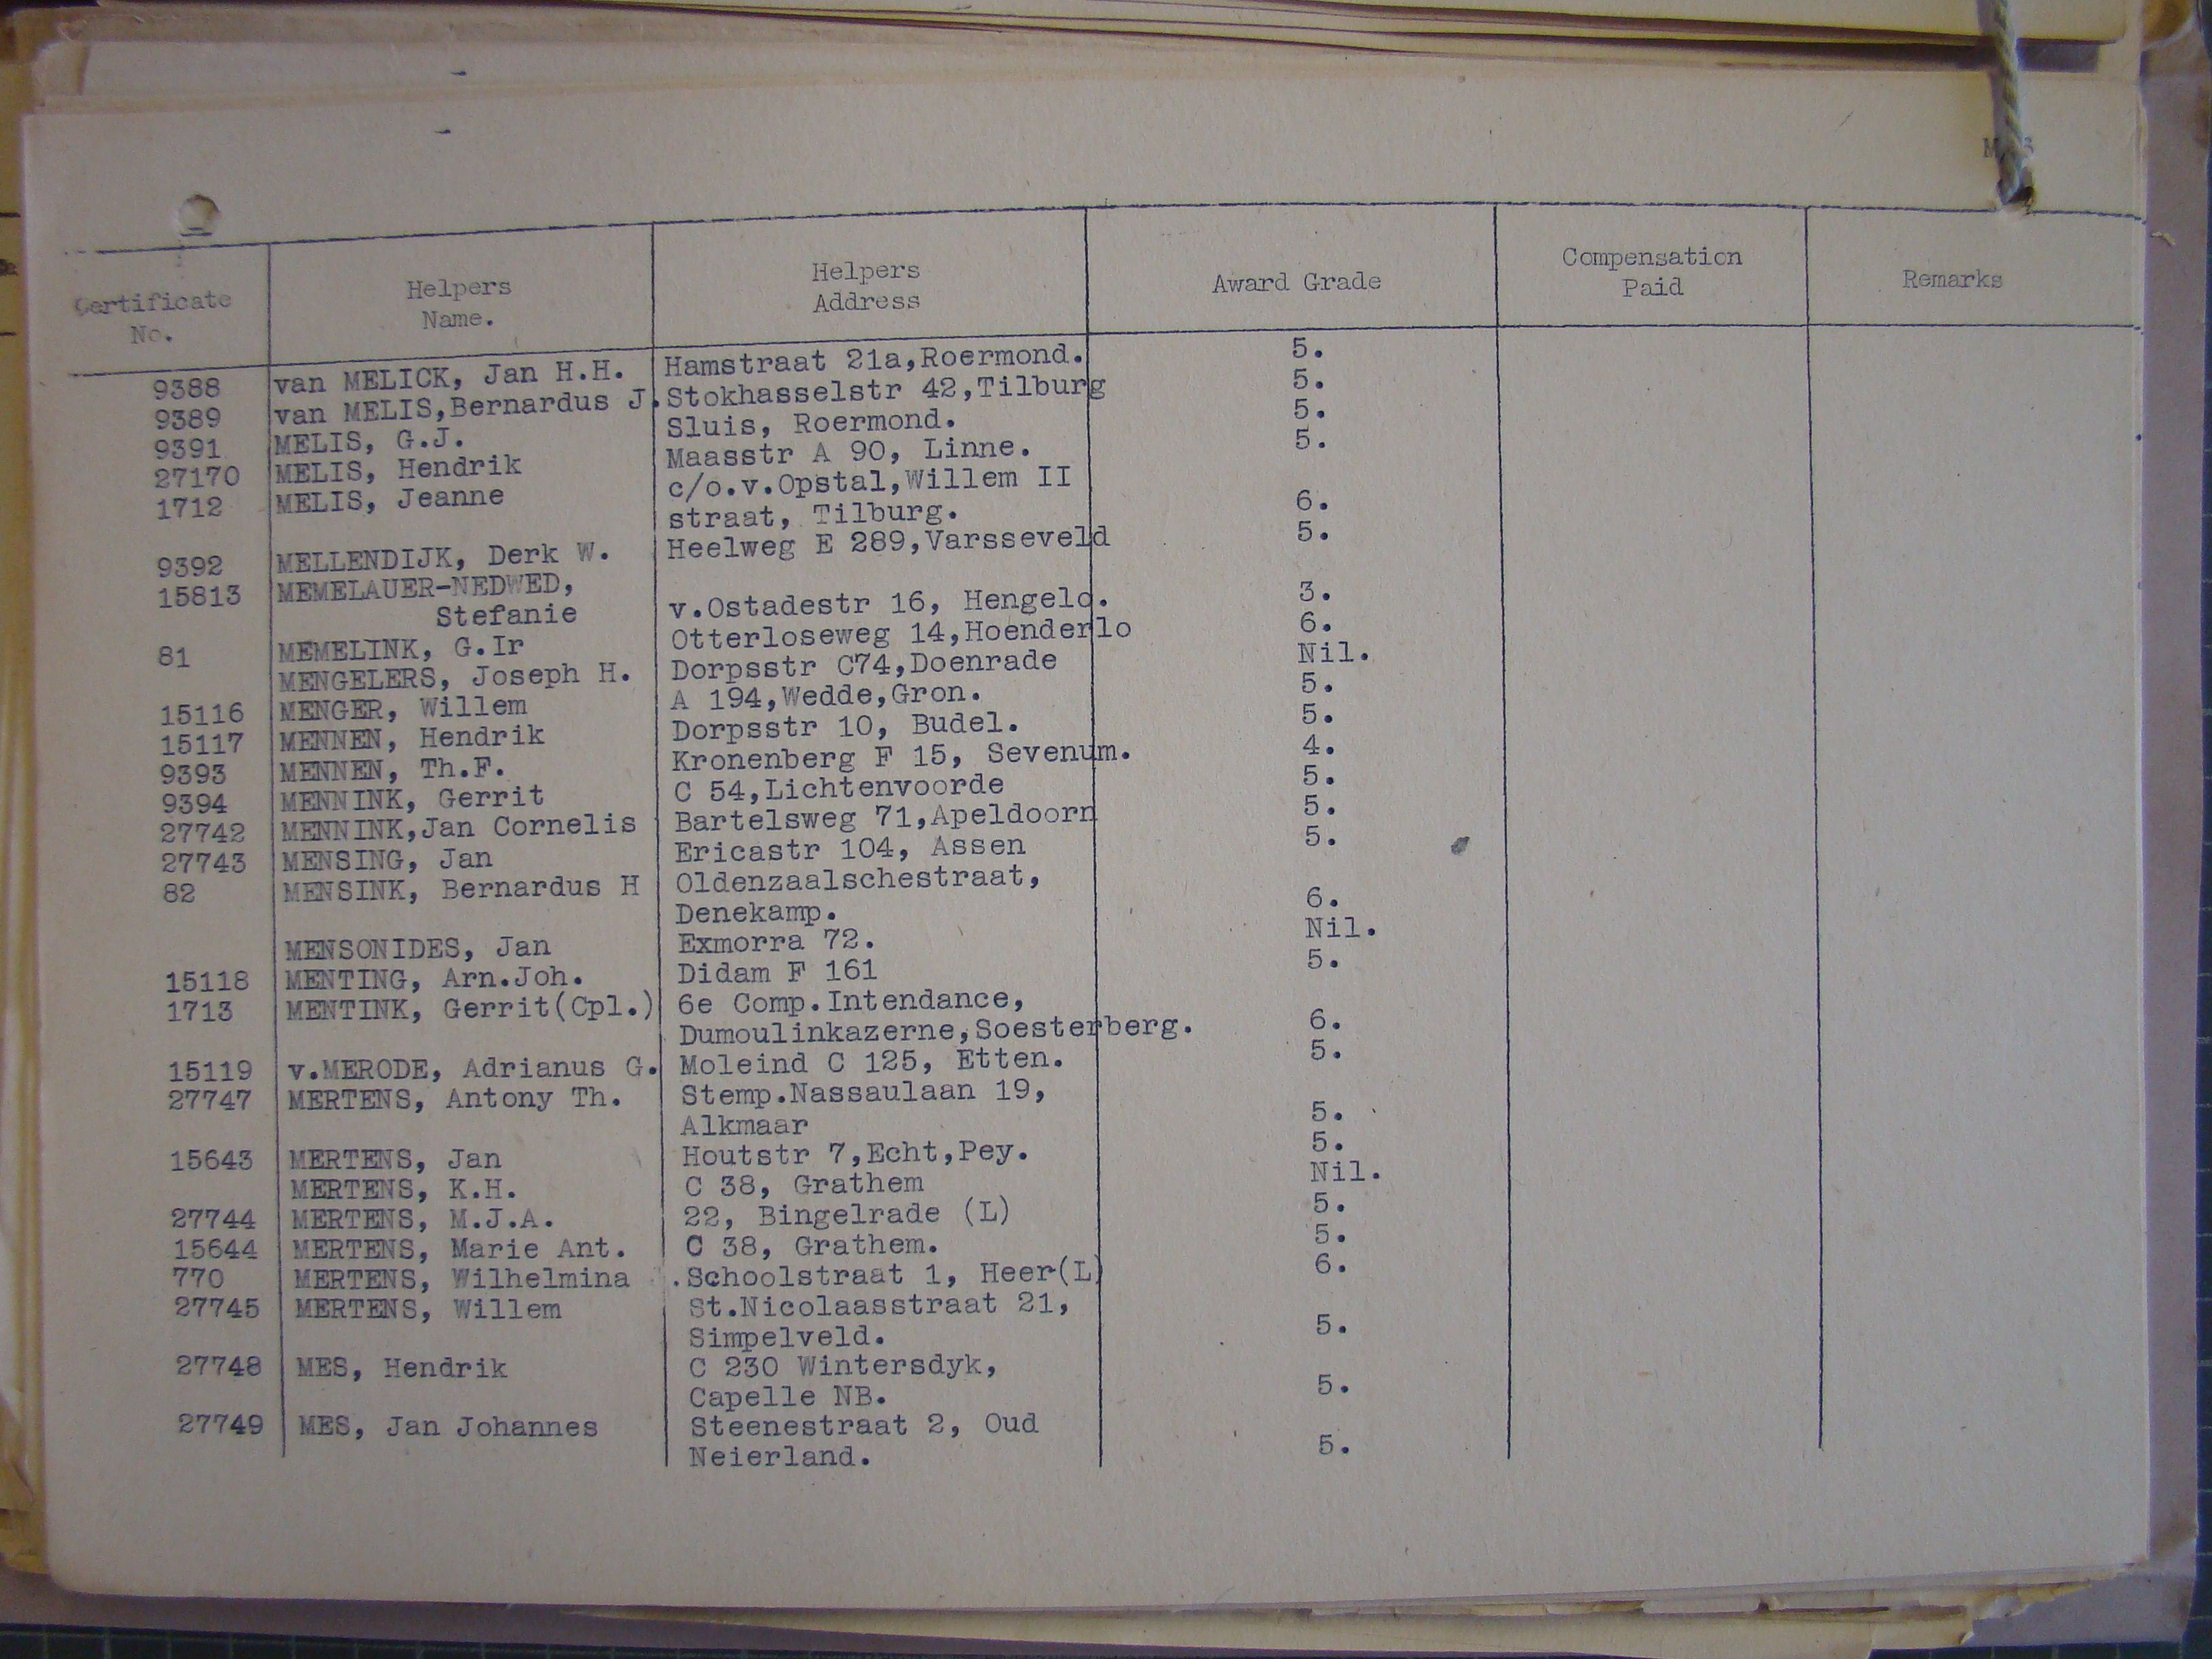 Certificate No. Helpers Name. Helpers Address Award Grade Compensation Paid Remarks
9388 van MELICK, Jan H.H. Hamstraat 21a,Roermond. 5.
9389 van MELIS,Bernardus J. Stokhasselstr 42,Tilburg 5.
9391 MELIS, G.J. Sluis, Roermond. 5.
27170 MELIS, Hendrik Maasstr A 90, Linne. 5.
1712 MELIS, Jeanne c/o.v.Opstal,Willem II
straat, Tilburg. 6.
9392 MELLENDIJK, Derk W. Heelweg E 289,Varsseveld 5.
15813 MEMELAUER-NEDWED,
Stefanie v.Ostadestr 16, Hengelo. 3.
81 MEMELINK, G.Ir Otterloseweg 14,Hoenderlo 6.
MENGELERS, Joseph H. Dorpsstr C74,Doenrade Nil.
15116 MENGER, Willem A 194,Wedde,Gron. 5.
15117 MENNEN, Hendrik Dorpsstr 10, Budel. 5.
9393 MENNEN, Th.F. Kronenberg F 15, Sevenum. 4.
9394 MENNINK, Gerrit C 54,Lichtenvoorde 5.
27742 MENNINK,Jan Cornelis Bartelsweg 71,Apeldoorn 5.
27743 MENSING, Jan Ericastr 104, Assen 5.
82 MENSINK, Bernardus H Oldenzaalschestraat,
Denekamp. 6.
MENSONIDES, Jan Exmorra 72. Nil.
15118 MENTING, Arn.Joh. Didam F 161 5.
1713 MENTINK, Gerrit(Cpl.) 6e Comp.Intendance,
Dumoulinkazerne,Soesterberg. 6.
15119 v.MERODE, Adrianus G. Moleind C 125, Etten. 5.
27747 MERTENS, Antony Th. Stemp.Nassaulaan 19,
Alkmaar 5.
15643 MERTENS, Jan Houtstr 7,Echt,Pey. 5.
MERTENS, K.H. C 38, Grathem Nil.
27744 MERTENS, M.J.A. 22, Bingelrade (L) 5.
15644 MERTENS, Marie Ant. C 38, Grathem. 5.
770 MERTENS, Wilhelmina .Schoolstraat 1, Heer(L) 6.
27745 MERTENS, Willem St.Nicolaasstraat 21,
Simpelveld. 5.
27748 MES, Hendrik C 230 Wintersdyk,
Capelle NB. 5.
27749 MES, Jan Johannes Steenestraat 2, Oud
Neierland. 5.